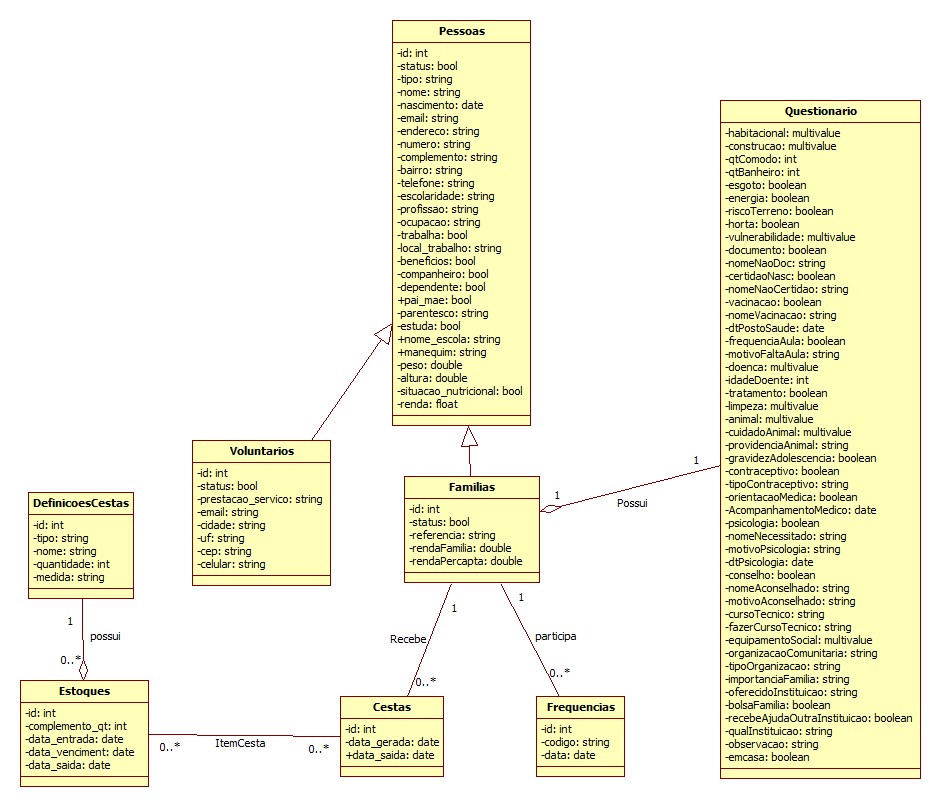 Pessoas
-id: int
-status: bool
-tipo: string
-nome: string
-nascimento: date
-email: string
-endereco: string
-numero: string
-complemento: string
-bairro: string
-telefone: string
-escolaridade: string
-profissao: string
-ocupacao: string
-trabalha: bool
-local_trabalho: string
-beneficios: bool
-companheiro: bool
-dependente: bool
+pai_mae: bool
-parentesco: string
-estuda: bool
+nome_escola: string
+manequim: string
-peso: double
-altura: double
-situacao_nutricional: bool
-renda: float
Questionario
-habitacional: multivalue
-construcao: multivalue
-qtComodo: int
-qtBanheiro: int
-esgoto: boolean
-energia: boolean
-riscoTerreno: boolean
-horta: boolean
-vulnerabilidade: multivalue
-documento: boolean
-nomeNaoDoc: string
-certidaoNasc: boolean
-nomeNaoCertidao: string
-vacinacao: boolean
-nomeVacinacao: string
-dtPostoSaude: date
-frequenciaAula: boolean
-motivoFaltaAula: string
-doenca: multivalue
-idadeDoente: int
-tratamento: boolean
-limpeza: multivalue
-animal: multivalue
-cuidadoAnimal: multivalue
-providenciaAnimal: string
-gravidezAdolescencia: boolean
-contraceptivo: boolean
-tipoContraceptivo: string
-orientacaoMedica: boolean
-AcompanhamentoMedico: date
-psicologia: boolean
-nomeNecessitado: string
-motivoPsicologia: string
-dtPsicologia: date
-conselho: boolean
-nomeAconselhado: string
-motivoAconselhado: string
-cursoTecnico: string
-fazerCursoTecnico: string
-equipamentoSocial: multivalue
-organizacaoComunitaria: string
-tipoOrganizacao: string
-importanciaFamilia: string
-oferecidoInstituicao: string
-bolsaFamilia: boolean
-recebeAjudaOutraInstituicao: boolean
-qualInstituicao: string
-observacao: string
-emcasa: boolean
Voluntarios
-id: int
-status: bool
-prestacao_servico: string
-email: string
-cidade: string
-uf: string
-cep: string
-celular: string
Familias
-id: int
-status: bool
-referencia: string
-rendaFamilia: double
-rendaPercapta: double
1
1
Possui
DefinicoesCestas
-id: int
-tipo: string
-nome: string
-quantidade: int
-medida: string
1
possui
0..*
1
Recebe
0..*
1
participa
0..*
Estoques
-id: int
-complemento_qt: int
-data_entrada: date
-data_venciment: date
-data_saida: date
0..*
ItemCesta
0..*
Cestas
-id: int
-data_gerada: date
+data_saida: date
Frequencias
-id: int
-codigo: string
-data: date